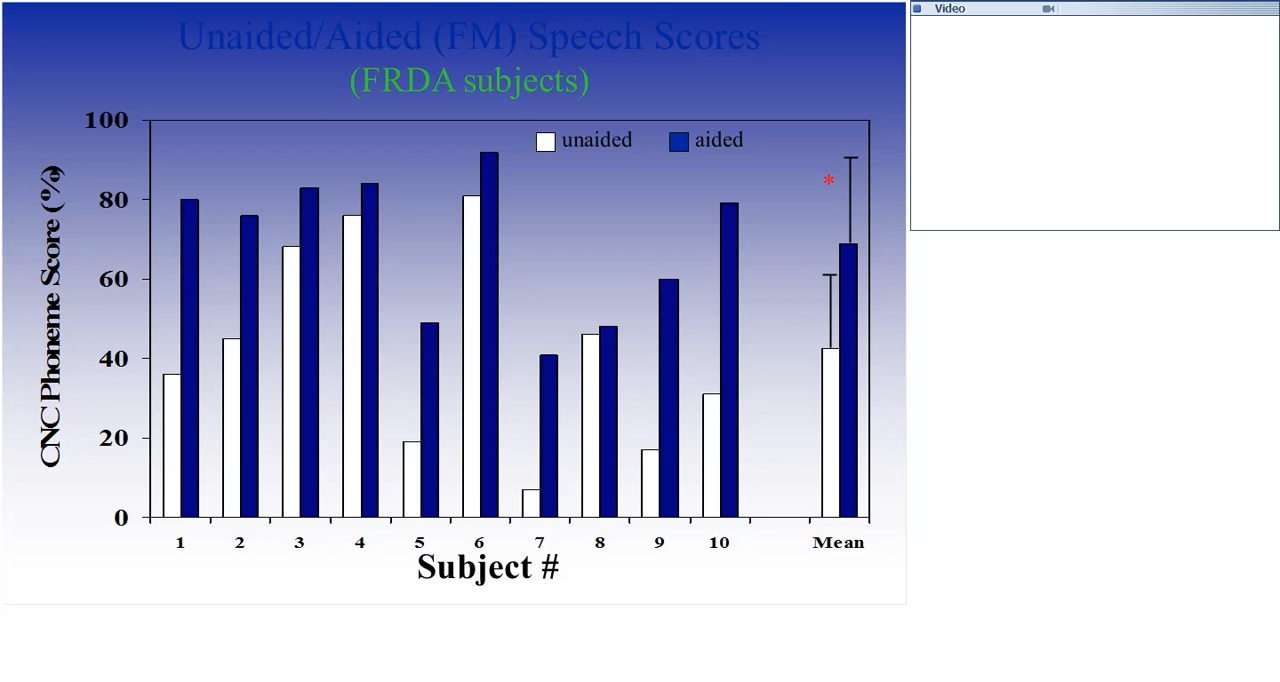 Unaided/Aided (FM) Speech Scores
(FRDA subjects)
Video
unaided aided
CNC Phoneme Score (%)
100
80
60
40
20
0
*
1 2 3 4 5 6 7 8 9 10 Mean
Subject #